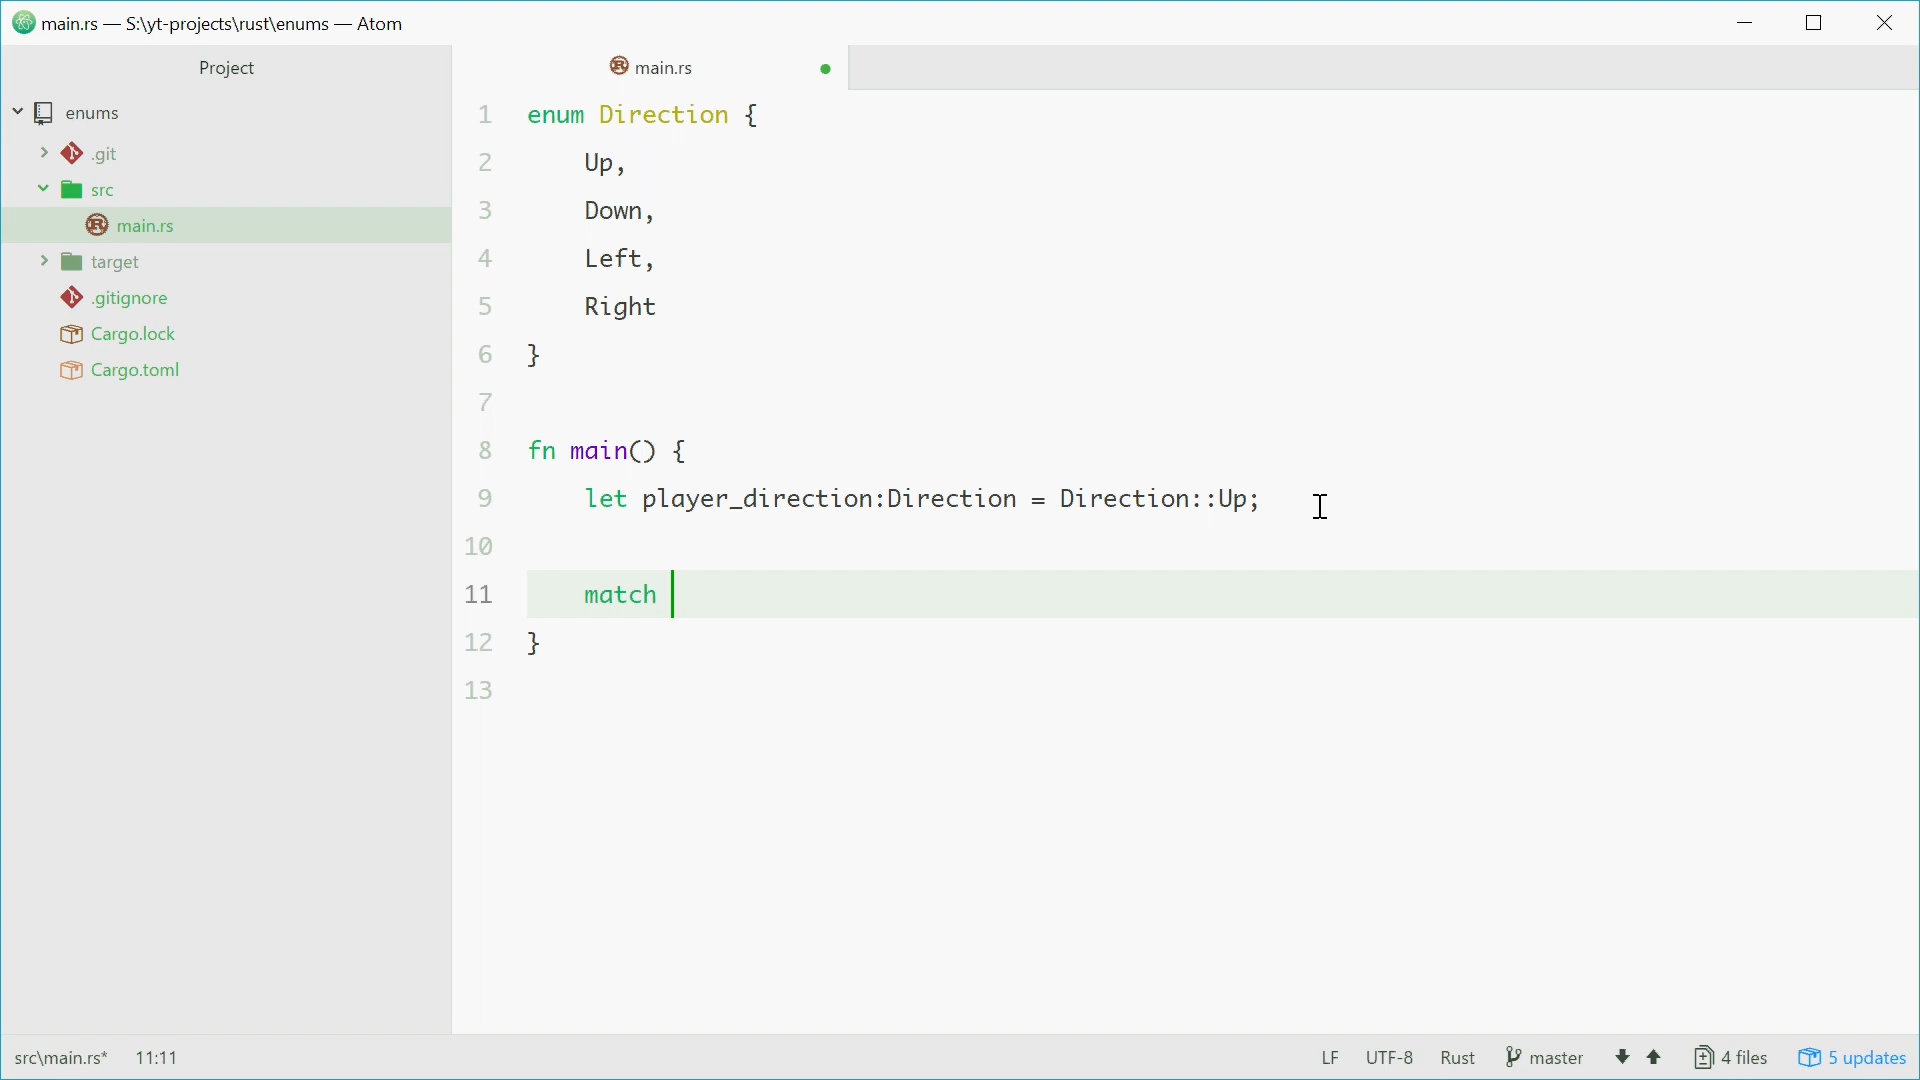 main.rs — S:\yt-projects\rust\enums — Atom
Project
enums
.git
src
main.rs
target
.gitignore
Cargo.lock
Cargo.toml
main.rs
1 enum Direction {
2     Up,
3     Down,
4     Left,
5     Right
6 }
7
8 fn main() {
9     let player_direction:Direction = Direction::Up;
10
11     match
12 }
13
src\main.rs* 11:11 LF UTF-8 Rust master 4 files 5 updates